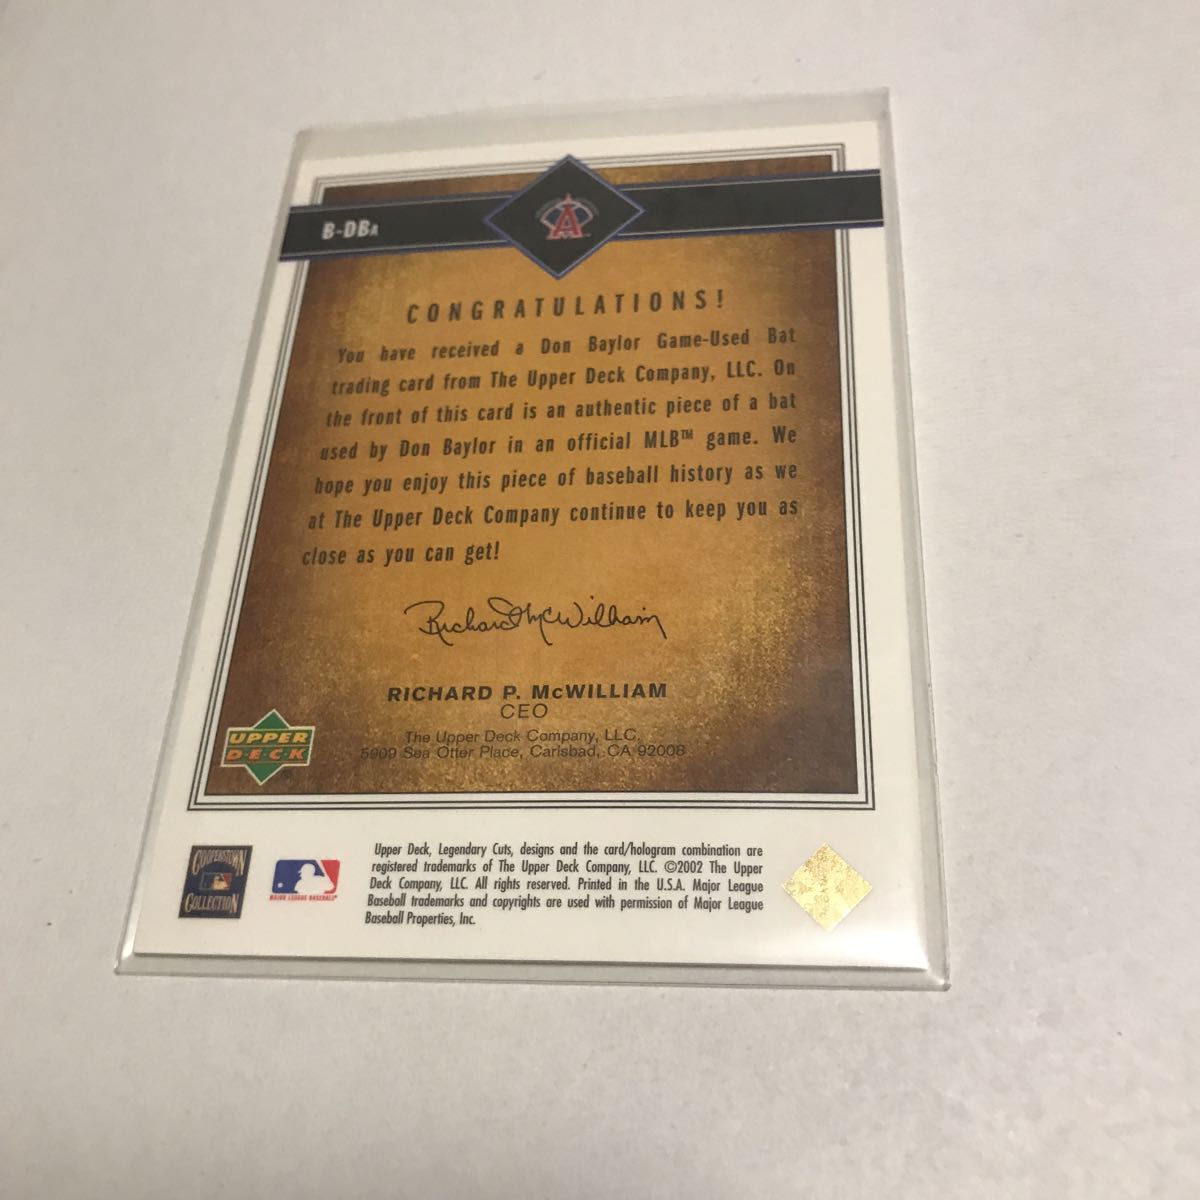 B-DBA
A
CONGRATULATIONS!
You have received a Don Baylor Game-Used Bat
trading card from The Upper Deck Company, LLC. On
the front of this card is an authentic piece of a bat
used by Don Baylor in an official MLB™ game. We
hope you enjoy this piece of baseball history as we
at The Upper Deck Company continue to keep you as
close as you can get!
Richard McWilliam
RICHARD P. McWILLIAM
CEO
The Upper Deck Company, LLC.
5909 Sea Otter Place, Carlsbad, CA 92008
UPPER
D·E·C·K
COOPERSTOWN
COLLECTION
MAJOR LEAGUE BASEBALL®
Upper Deck, Legendary Cuts, designs and the card/hologram combination are
registered trademarks of The Upper Deck Company, LLC. ©2002 The Upper
Deck Company, LLC. All rights reserved. Printed in the U.S.A. Major League
Baseball trademarks and copyrights are used with permission of Major League
Baseball Properties, Inc.